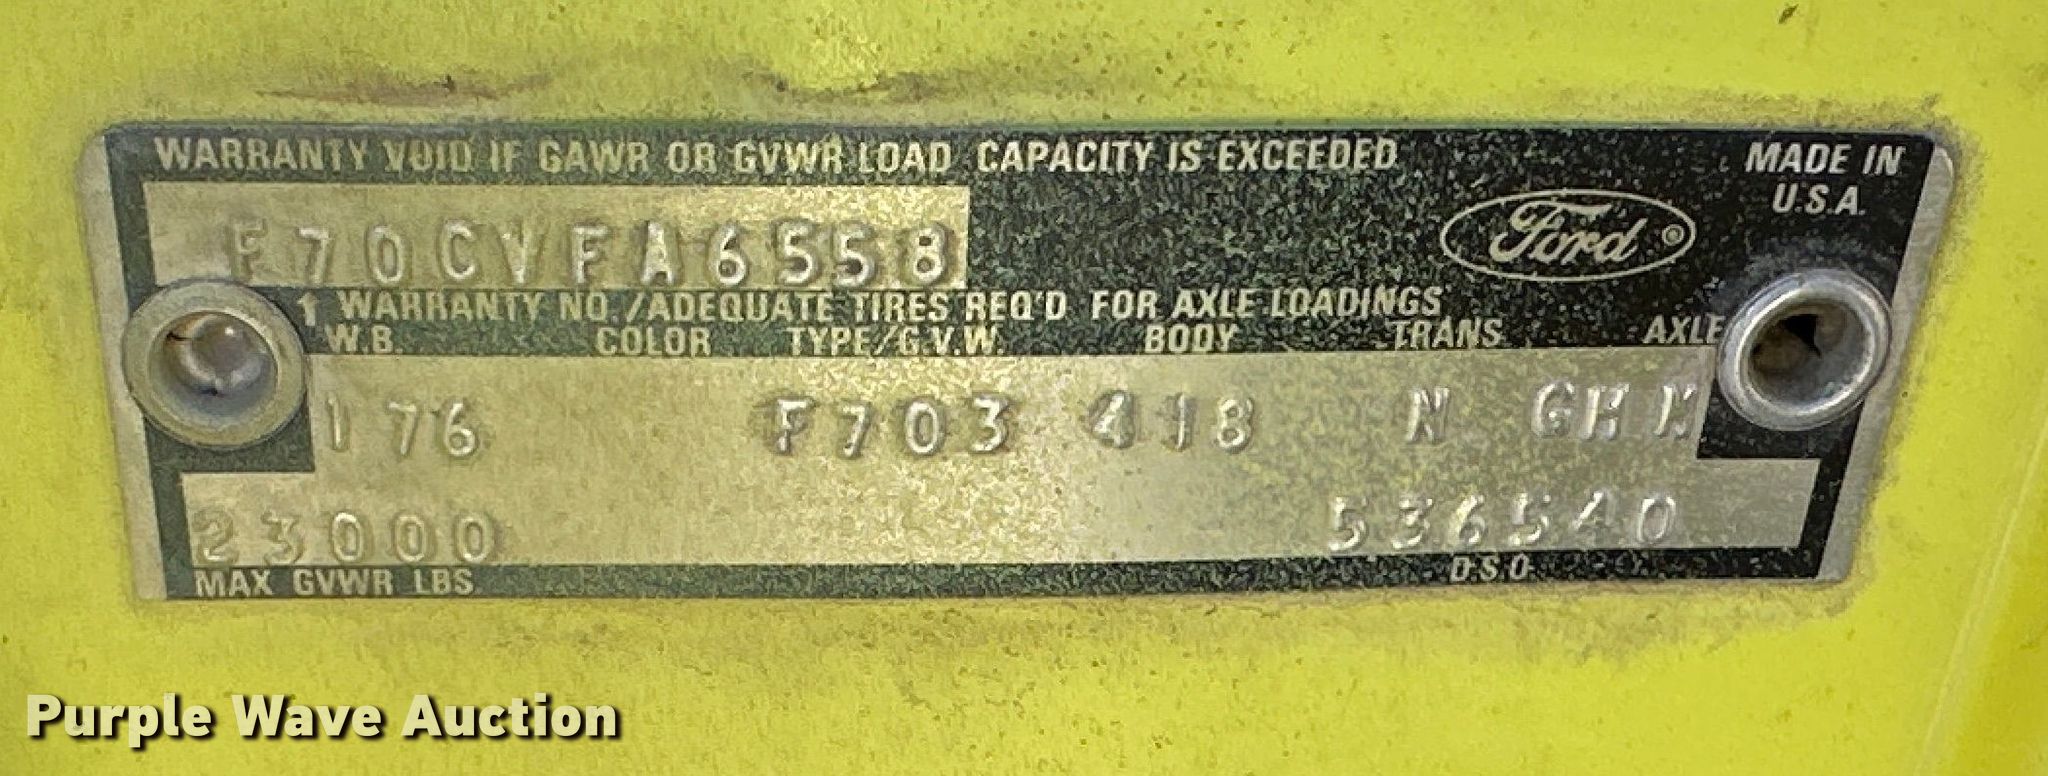 WARRANTY VOID IF GAWR OR GVWR LOAD CAPACITY IS EXCEEDED
MADE IN
U.S.A.
F70CVFA6558
Ford ®
1 WARRANTY NO./ADEQUATE TIRES REQ'D FOR AXLE LOADINGS
W.B. COLOR TYPE/G.V.W. BODY TRANS AXLE
176 F703 418 N
23000 536540
MAX GVWR LBS D.S.O.
Purple Wave Auction